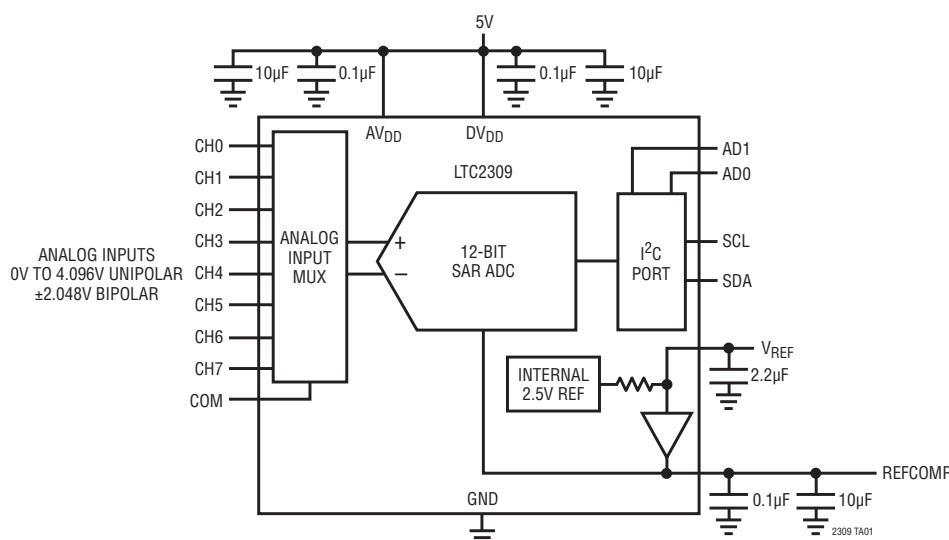 5V
10µF
0.1µF
0.1µF
10µF
AVDD
DVDD
LTC2309
CH0
CH1
CH2
CH3
CH4
CH5
CH6
CH7
COM
ANALOG INPUTS
0V TO 4.096V UNIPOLAR
±2.048V BIPOLAR
ANALOG
INPUT
MUX
+
–
12-BIT
SAR ADC
I2C
PORT
AD1
AD0
SCL
SDA
INTERNAL
2.5V REF
VREF
2.2µF
REFCOMP
GND
0.1µF
10µF
2309 TA01